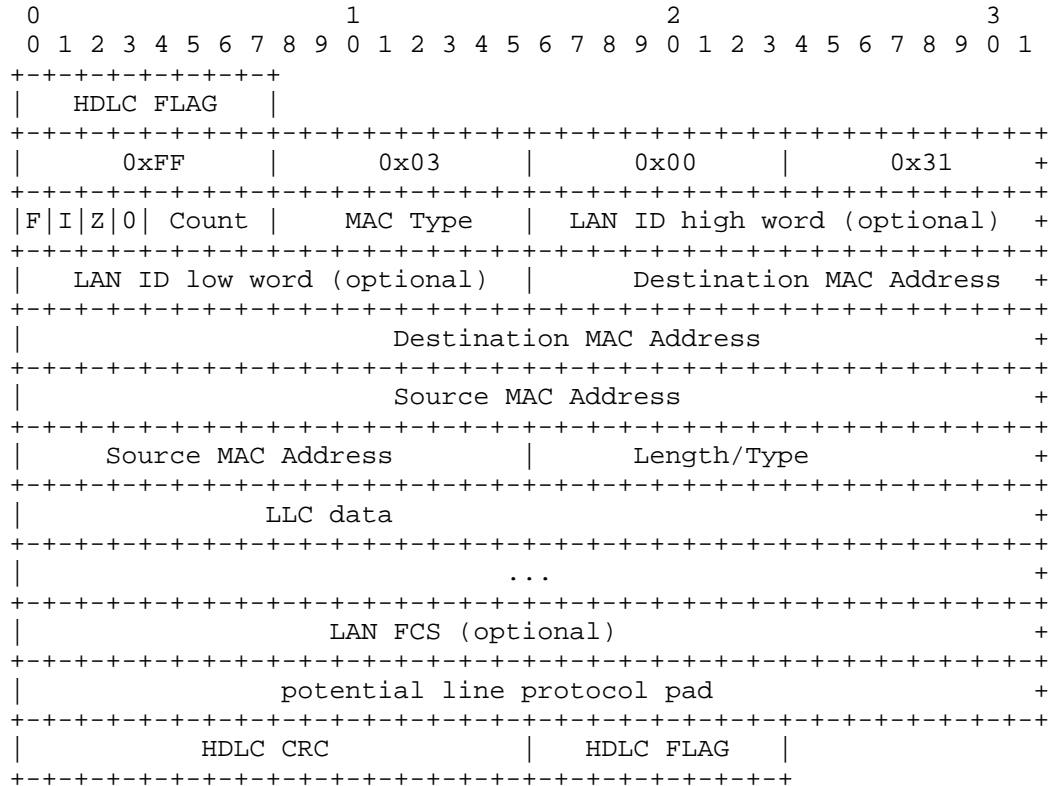 0                   1                   2                   3
 0 1 2 3 4 5 6 7 8 9 0 1 2 3 4 5 6 7 8 9 0 1 2 3 4 5 6 7 8 9 0 1
+-+-+-+-+-+-+-+-+
|   HDLC FLAG   |
+-+-+-+-+-+-+-+-+-+-+-+-+-+-+-+-+-+-+-+-+-+-+-+-+-+-+-+-+-+-+-+-+
|      0xFF     |      0x03     |      0x00     |      0x31     +
+-+-+-+-+-+-+-+-+-+-+-+-+-+-+-+-+-+-+-+-+-+-+-+-+-+-+-+-+-+-+-+-+
|F|I|Z|0| Count |    MAC Type   |  LAN ID high word (optional)  +
+-+-+-+-+-+-+-+-+-+-+-+-+-+-+-+-+-+-+-+-+-+-+-+-+-+-+-+-+-+-+-+-+
|   LAN ID low word (optional)  |      Destination MAC Address  +
+-+-+-+-+-+-+-+-+-+-+-+-+-+-+-+-+-+-+-+-+-+-+-+-+-+-+-+-+-+-+-+-+
|                       Destination MAC Address                 +
+-+-+-+-+-+-+-+-+-+-+-+-+-+-+-+-+-+-+-+-+-+-+-+-+-+-+-+-+-+-+-+-+
|                       Source MAC Address                      +
+-+-+-+-+-+-+-+-+-+-+-+-+-+-+-+-+-+-+-+-+-+-+-+-+-+-+-+-+-+-+-+-+
|     Source MAC Address        |      Length/Type              +
+-+-+-+-+-+-+-+-+-+-+-+-+-+-+-+-+-+-+-+-+-+-+-+-+-+-+-+-+-+-+-+-+
|               LLC data                                        +
+-+-+-+-+-+-+-+-+-+-+-+-+-+-+-+-+-+-+-+-+-+-+-+-+-+-+-+-+-+-+-+-+
|                              ...                              +
+-+-+-+-+-+-+-+-+-+-+-+-+-+-+-+-+-+-+-+-+-+-+-+-+-+-+-+-+-+-+-+-+
|                   LAN FCS (optional)                          +
+-+-+-+-+-+-+-+-+-+-+-+-+-+-+-+-+-+-+-+-+-+-+-+-+-+-+-+-+-+-+-+-+
|                potential line protocol pad                    +
+-+-+-+-+-+-+-+-+-+-+-+-+-+-+-+-+-+-+-+-+-+-+-+-+-+-+-+-+-+-+-+-+
|           HDLC CRC            |   HDLC FLAG   |
+-+-+-+-+-+-+-+-+-+-+-+-+-+-+-+-+-+-+-+-+-+-+-+-+